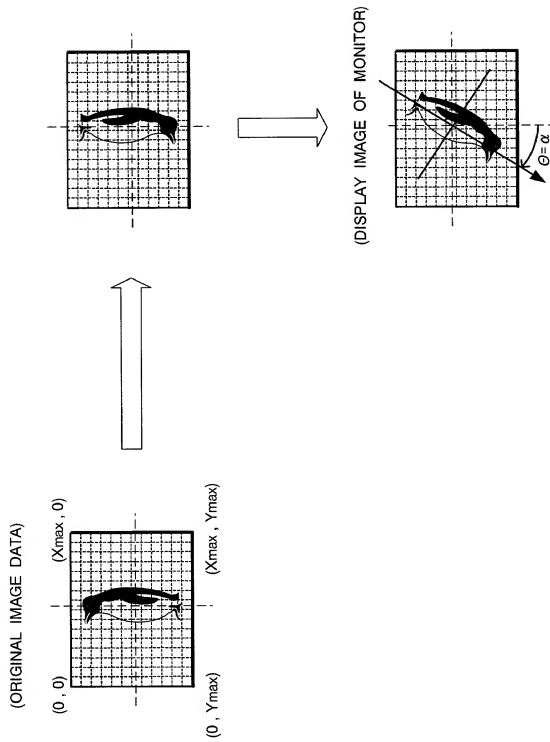 (ORIGINAL IMAGE DATA)
(0 , 0)
(Xmax , 0)
(0 , Ymax)
(Xmax , Ymax)
(DISPLAY IMAGE OF MONITOR)
Θ=α